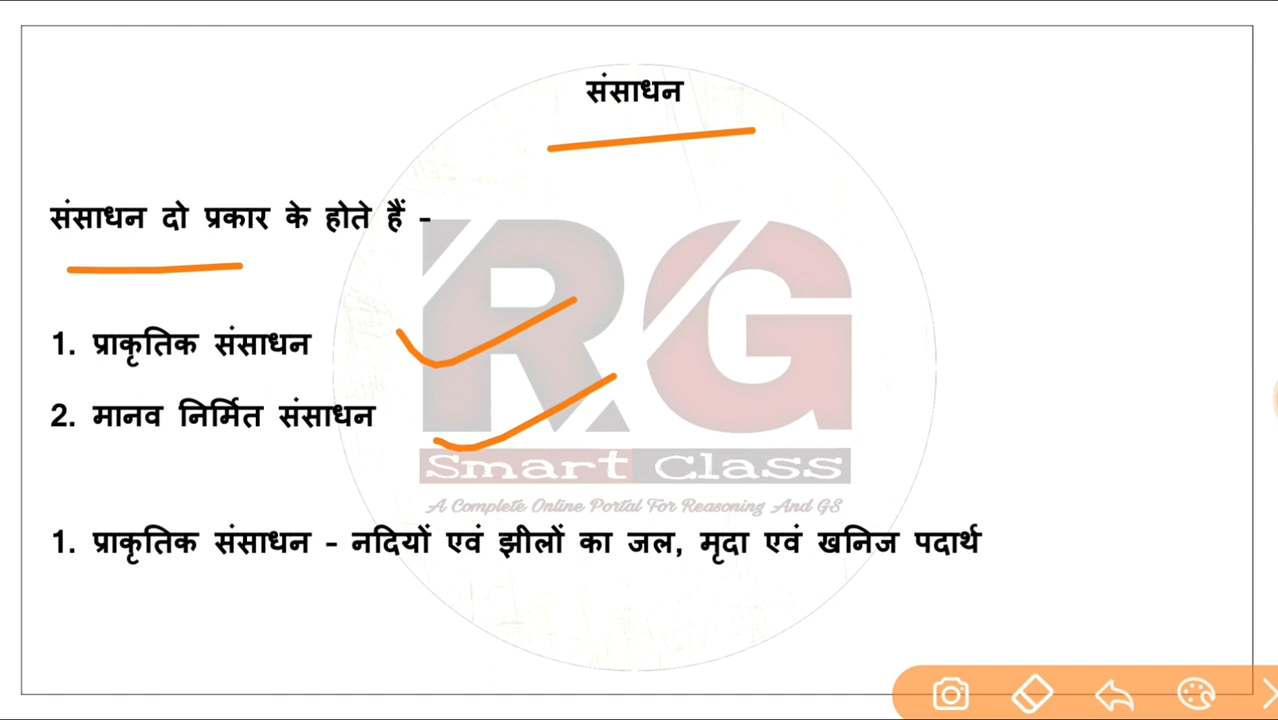 संसाधन
संसाधन दो प्रकार के होते हैं -
1. प्राकृतिक संसाधन
2. मानव निर्मित संसाधन
RG
Smart Class
A Complete Online Portal For Reasoning And GS
1. प्राकृतिक संसाधन - नदियों एवं झीलों का जल, मृदा एवं खनिज पदार्थ